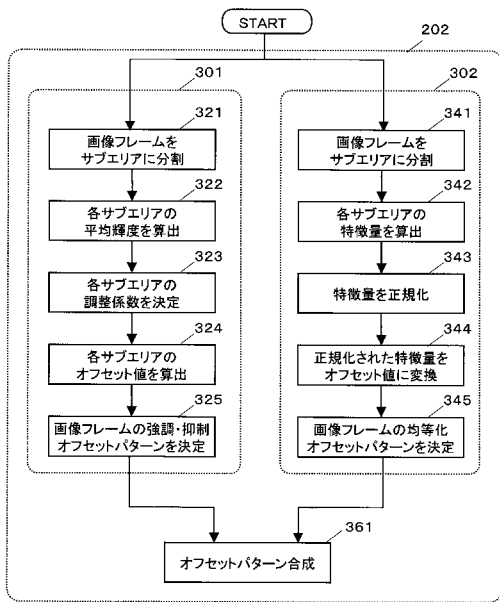 START
202
301
321
画像フレームを
サブエリアに分割
322
各サブエリアの
平均輝度を算出
323
各サブエリアの
調整係数を決定
324
各サブエリアの
オフセット値を算出
325
画像フレームの強調・抑制
オフセットパターンを決定
302
341
画像フレームを
サブエリアに分割
342
各サブエリアの
特徴量を算出
343
特徴量を正規化
344
正規化された特徴量を
オフセット値に変換
345
画像フレームの均等化
オフセットパターンを決定
361
オフセットパターン合成